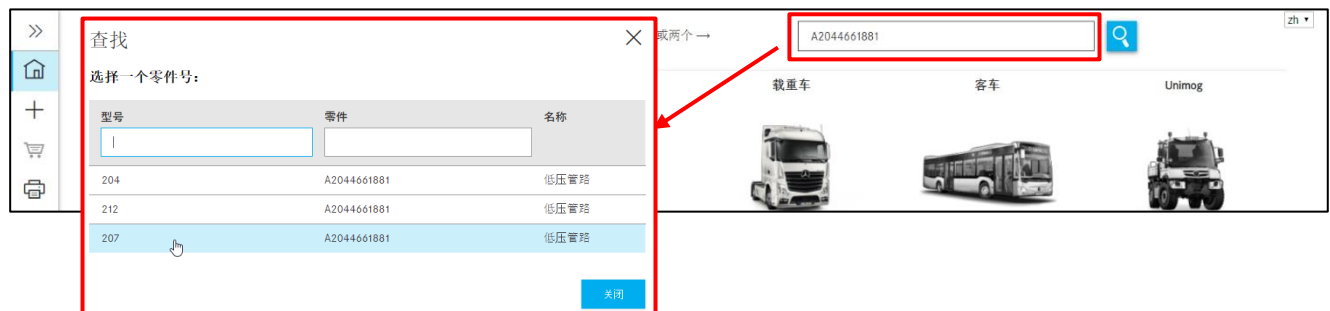 查找
选择一个零件号：
型号 零件 名称
204 A2044661881 低压管路
212 A2044661881 低压管路
207 A2044661881 低压管路
关闭
或两个→
A2044661881
zh
载重车 客车 Unimog